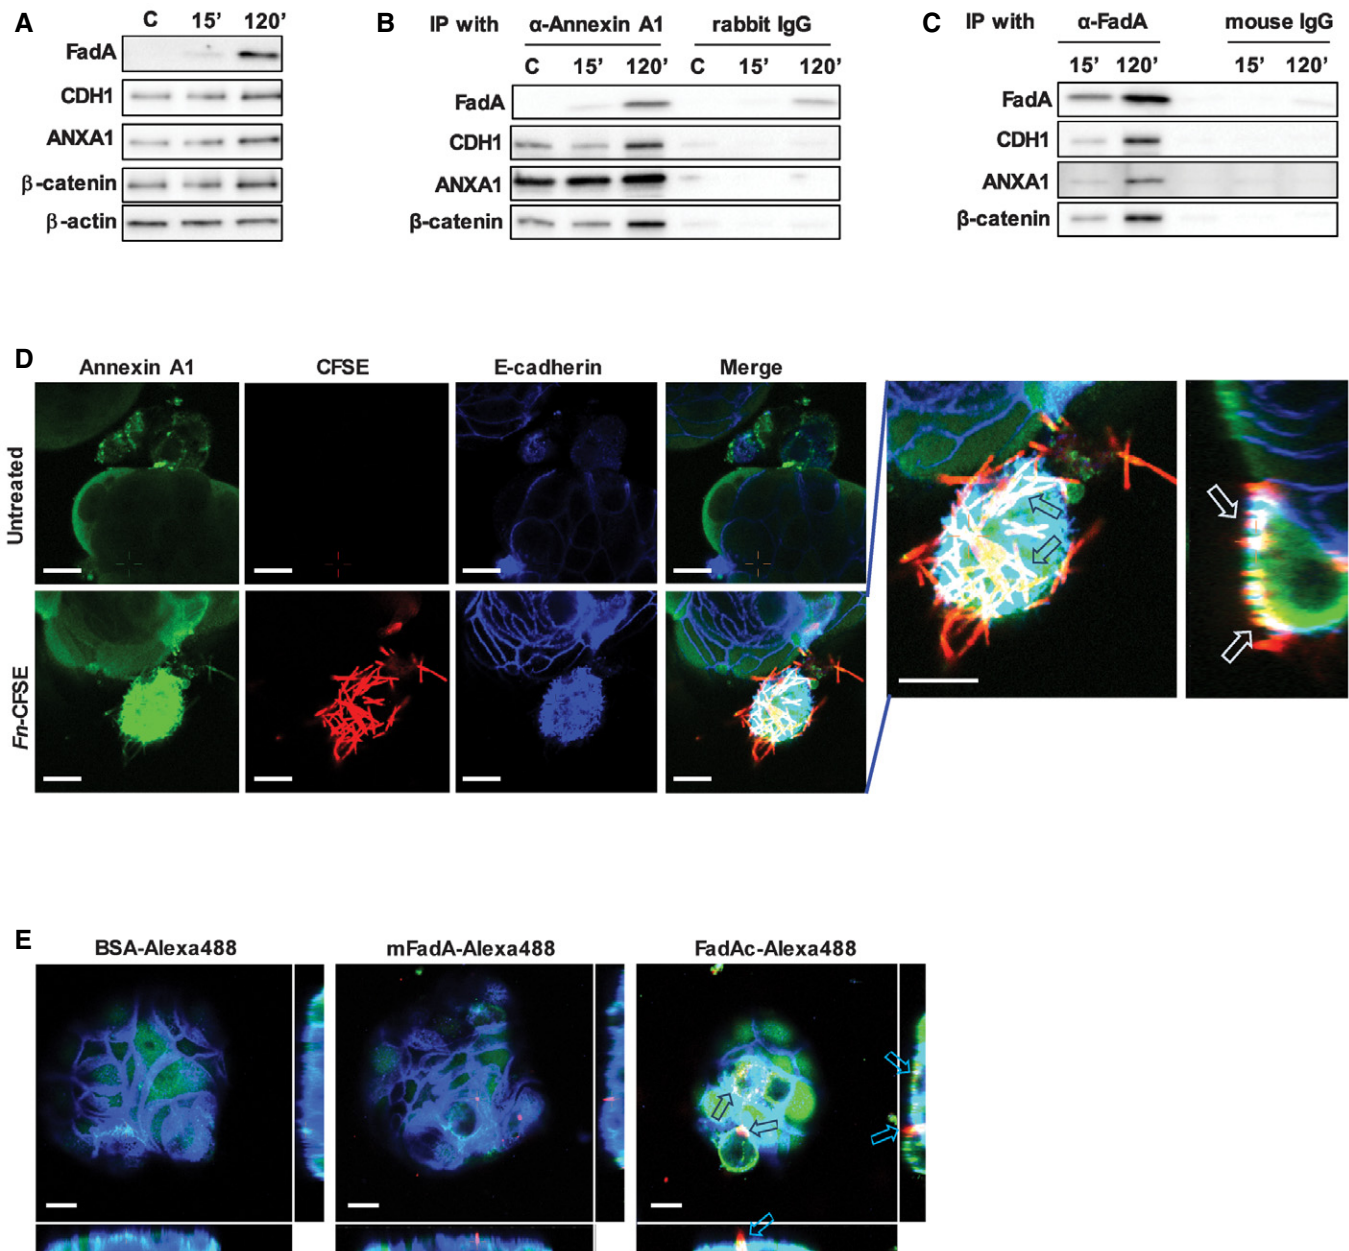 A
C 15’ 120’
FadA
CDH1
ANXA1
β-catenin
β-actin
B
IP with α-Annexin A1 rabbit IgG
C 15’ 120’ C 15’ 120’
FadA
CDH1
ANXA1
β-catenin
C
IP with α-FadA mouse IgG
15’ 120’ 15’ 120’
FadA
CDH1
ANXA1
β-catenin
D
Annexin A1 CFSE E-cadherin Merge
Untreated
Fn-CFSE
E
BSA-Alexa488 mFadA-Alexa488 FadAc-Alexa488